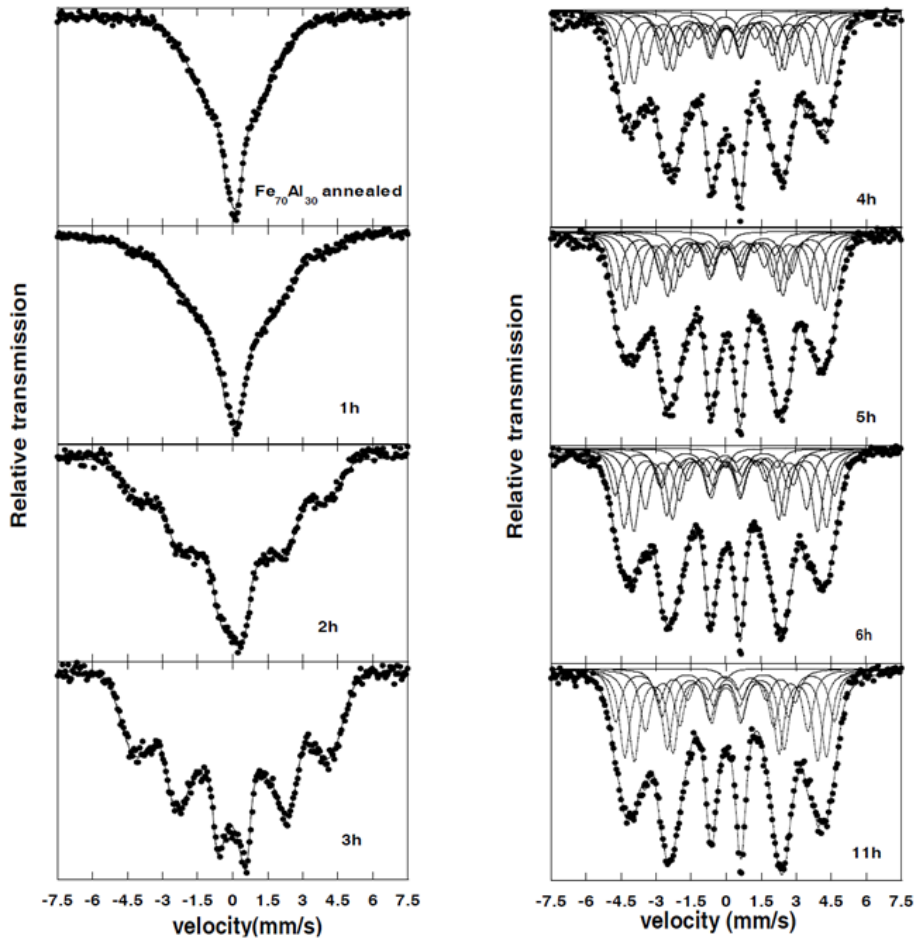 Relative transmission
Fe70Al30 annealed
1h
2h
3h
-7.5 -6 -4.5 -3 -1.5 0 1.5 3 4.5 6 7.5
velocity(mm/s)
Relative transmission
4h
5h
6h
11h
-7.5 -6 -4.5 -3 -1.5 0 1.5 3 4.5 6 7.5
velocity (mm/s)